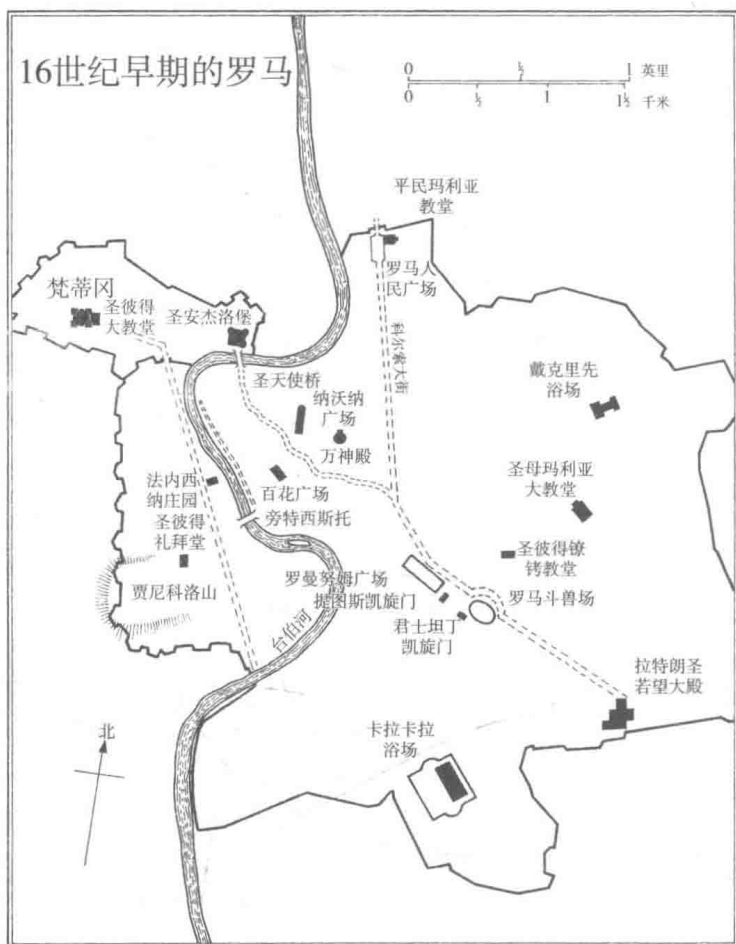 16世纪早期的罗马
0 ½ 1 英里
0 ½ 1 1½ 千米
平民玛利亚
教堂
罗马人
民广场
梵蒂冈
圣彼得
大教堂
圣安杰洛堡
科尔索大街
圣天使桥
纳沃纳
广场
万神殿
戴克里先
浴场
法内西
纳庄园
百花广场
圣母玛利亚
大教堂
旁特西斯托
圣彼得
礼拜堂
圣彼得镣
铐教堂
贾尼科洛山
罗曼努姆广场
提图斯凯旋门
罗马斗兽场
君士坦丁
凯旋门
台伯河
拉特朗圣
若望大殿
北
卡拉卡拉
浴场